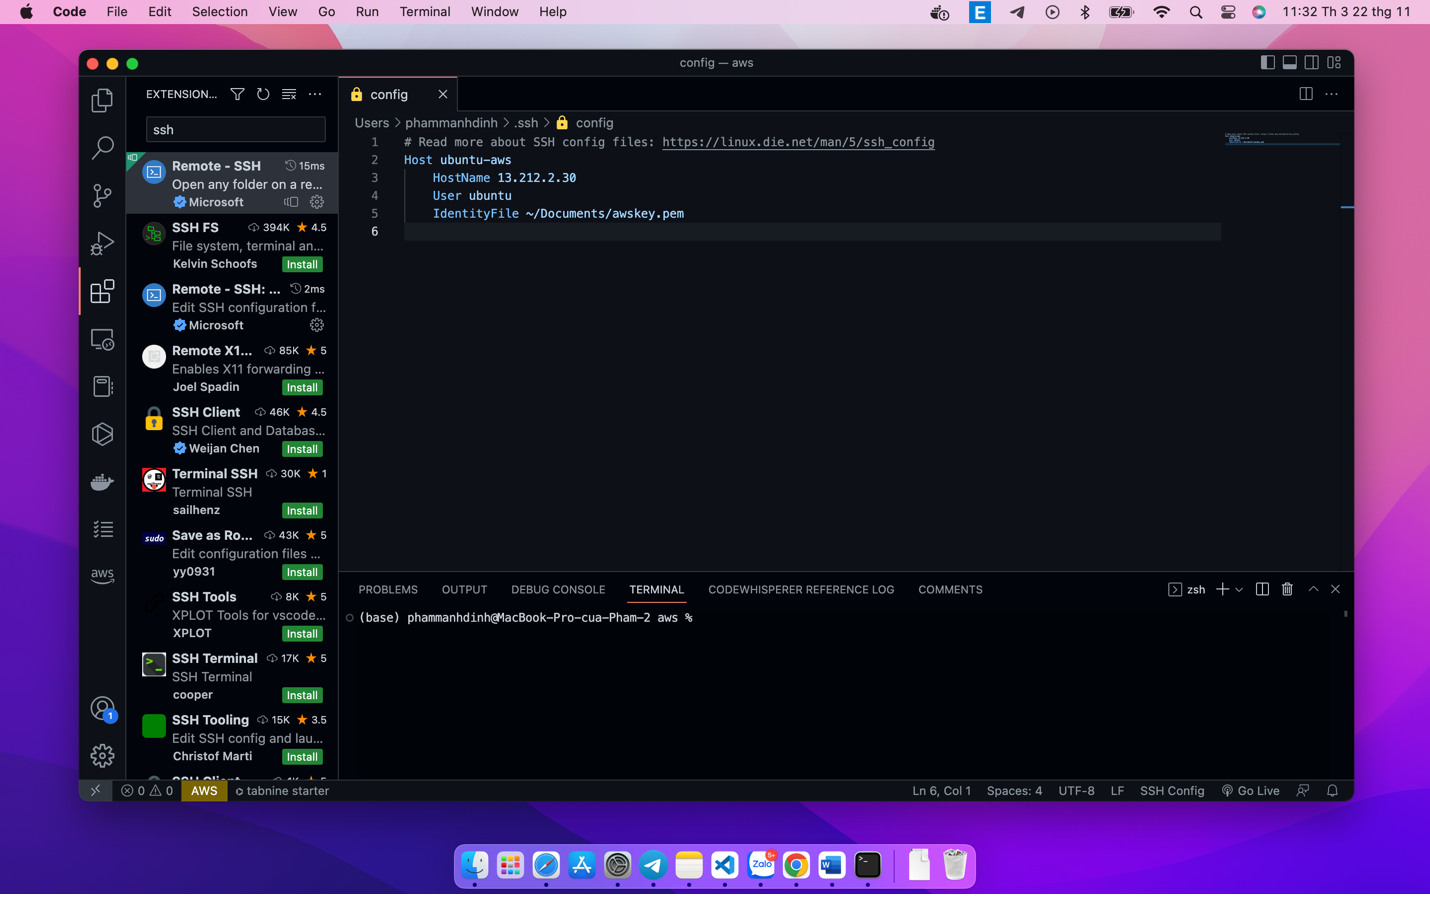 Code File Edit Selection View Go Run Terminal Window Help
E
11:32 Th 3 22 thg 11
config — aws
EXTENSION...
config
ssh
Users > phammanhdinh > .ssh > config
1 # Read more about SSH config files: https://linux.die.net/man/5/ssh_config
2 Host ubuntu-aws
3 HostName 13.212.2.30
4 User ubuntu
5 IdentityFile ~/Documents/awskey.pem
6
Remote - SSH 15ms
Open any folder on a re...
Microsoft
SSH FS 394K 4.5
File system, terminal an...
Kelvin Schoofs Install
Remote - SSH: ... 2ms
Edit SSH configuration f...
Microsoft
Remote X1... 85K 5
Enables X11 forwarding ...
Joel Spadin Install
SSH Client 46K 4.5
SSH Client and Databas...
Weijan Chen Install
Terminal SSH 30K 1
Terminal SSH
sailhenz Install
sudo
Save as Ro... 43K 5
Edit configuration files ...
yy0931 Install
SSH Tools 8K 5
XPLOT Tools for vscode...
XPLOT Install
SSH Terminal 17K 5
SSH Terminal
cooper Install
SSH Tooling 15K 3.5
Edit SSH config and lau...
Christof Marti Install
aws
1
PROBLEMS OUTPUT DEBUG CONSOLE TERMINAL CODEWHISPERER REFERENCE LOG COMMENTS
zsh
(base) phammanhdinh@MacBook-Pro-cua-Pham-2 aws %
0 0 AWS tabnine starter
Ln 6, Col 1 Spaces: 4 UTF-8 LF SSH Config Go Live
Zalo
5+
W